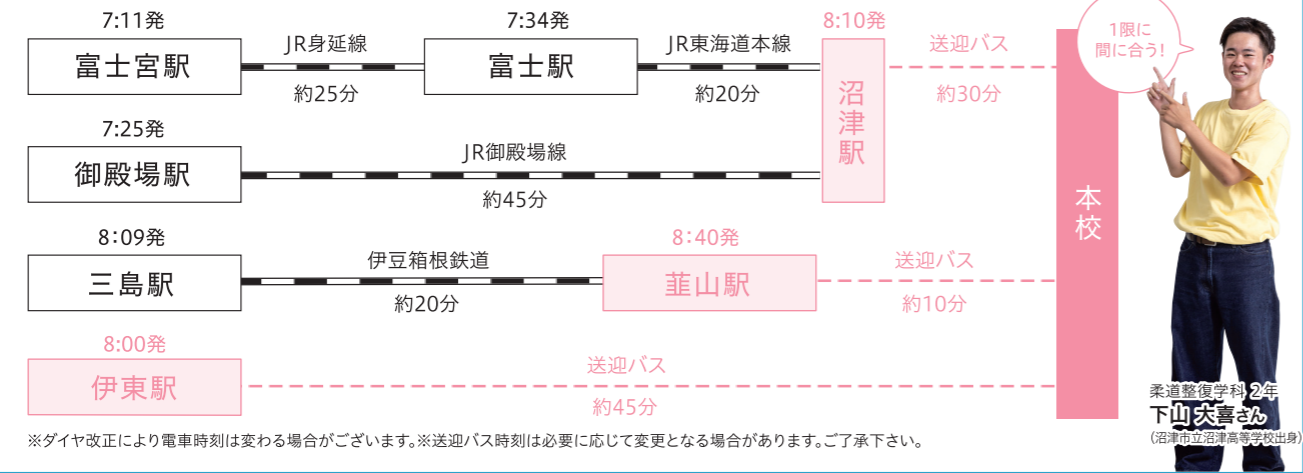 7:11発
7:34発
8:10発
富士宮駅
JR身延線
約25分
富士駅
JR東海道本線
約20分
沼津駅
送迎バス
約30分
1限に
間に合う!
7:25発
御殿場駅
JR御殿場線
約45分
本校
8:09発
三島駅
伊豆箱根鉄道
約20分
8:40発
韮山駅
送迎バス
約10分
8:00発
伊東駅
送迎バス
約45分
柔道整復学科 2年
下山 大喜さん
(沼津市立沼津高等学校出身)
※ダイヤ改正により電車時刻は変わる場合がございます。※送迎バス時刻は必要に応じて変更となる場合があります。ご了承下さい。